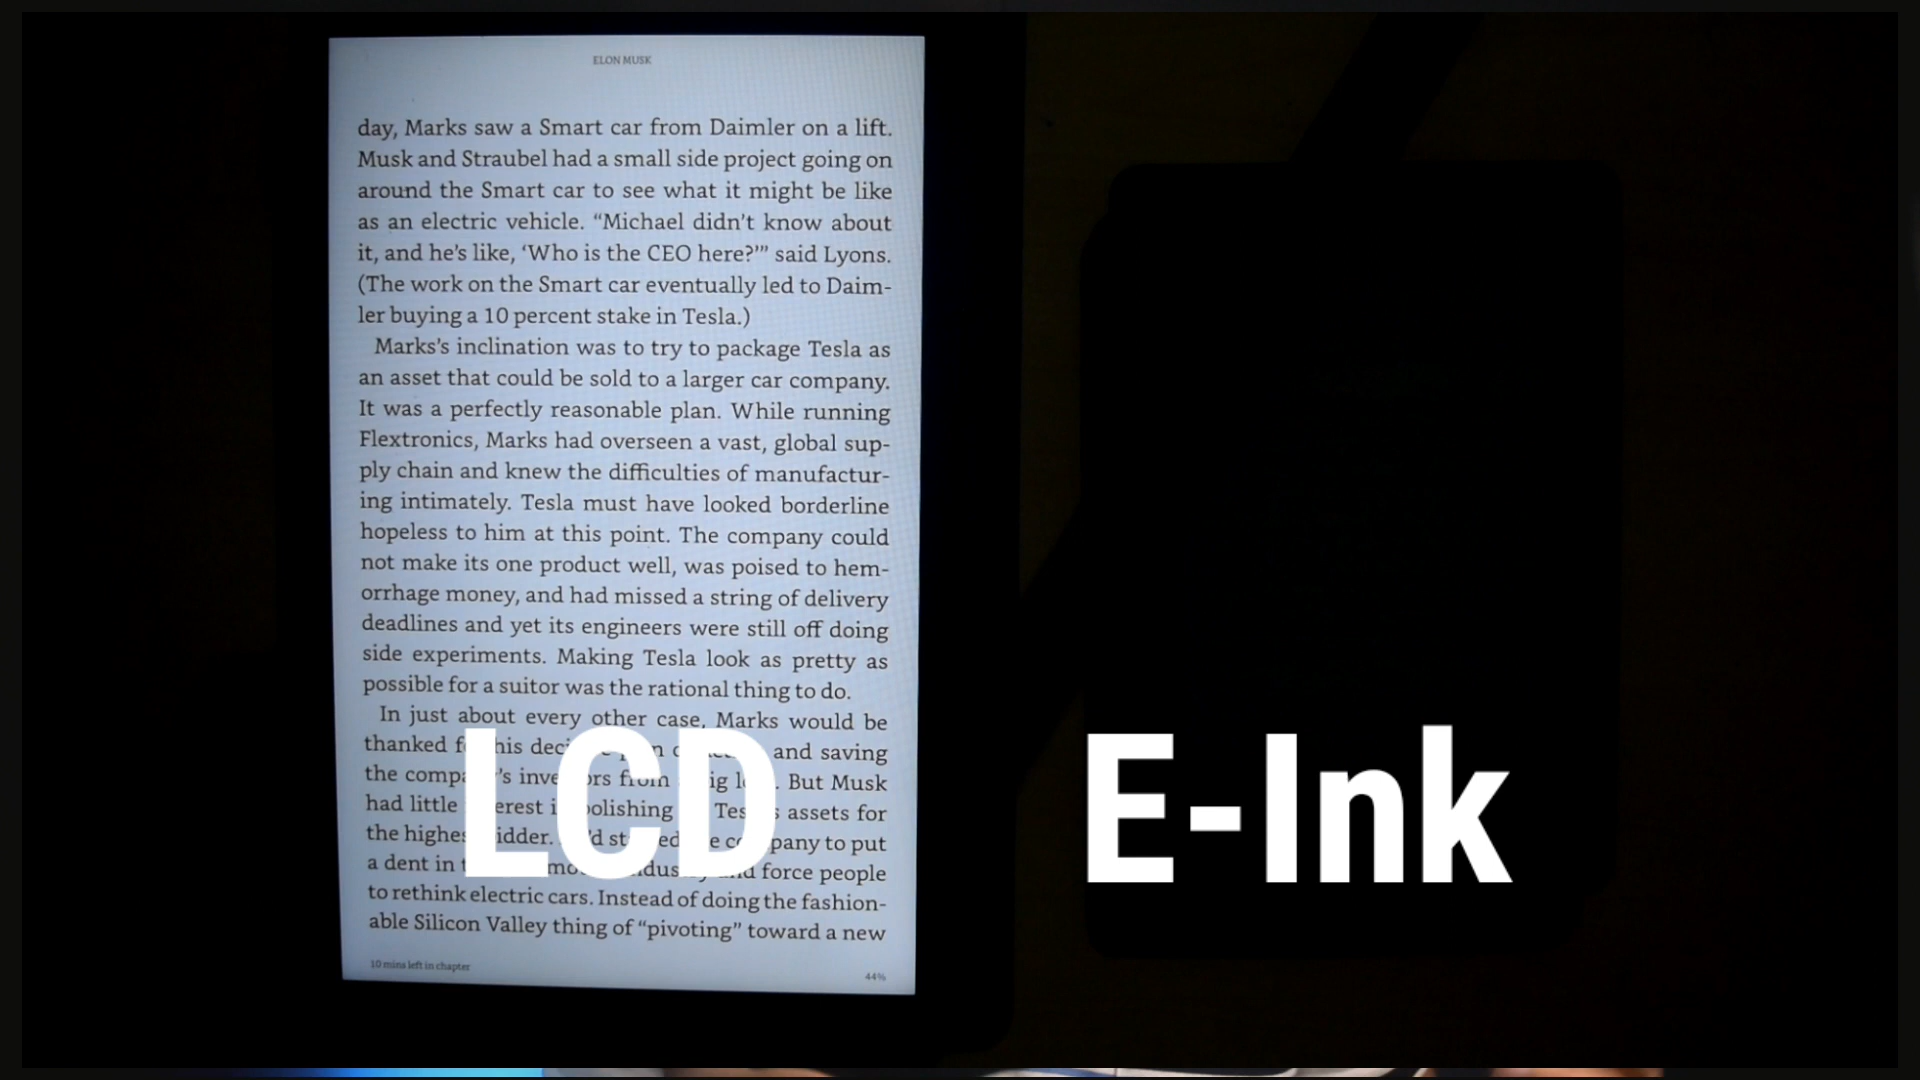 ELON MUSK
day, Marks saw a Smart car from Daimler on a lift.
Musk and Straubel had a small side project going on
around the Smart car to see what it might be like
as an electric vehicle. “Michael didn’t know about
it, and he’s like, ‘Who is the CEO here?’” said Lyons.
(The work on the Smart car eventually led to Daim-
ler buying a 10 percent stake in Tesla.)
Marks’s inclination was to try to package Tesla as
an asset that could be sold to a larger car company.
It was a perfectly reasonable plan. While running
Flextronics, Marks had overseen a vast, global sup-
ply chain and knew the difficulties of manufactur-
ing intimately. Tesla must have looked borderline
hopeless to him at this point. The company could
not make its one product well, was poised to hem-
orrhage money, and had missed a string of delivery
deadlines and yet its engineers were still off doing
side experiments. Making Tesla look as pretty as
possible for a suitor was the rational thing to do.
In just about every other case, Marks would be
thanked his and saving
the from But Musk
had little polishing assets for
the to put
a dent in force people
to rethink electric cars. Instead of doing the fashion-
able Silicon Valley thing of “pivoting” toward a new
10 mins left in chapter
44%
LCD
E-Ink